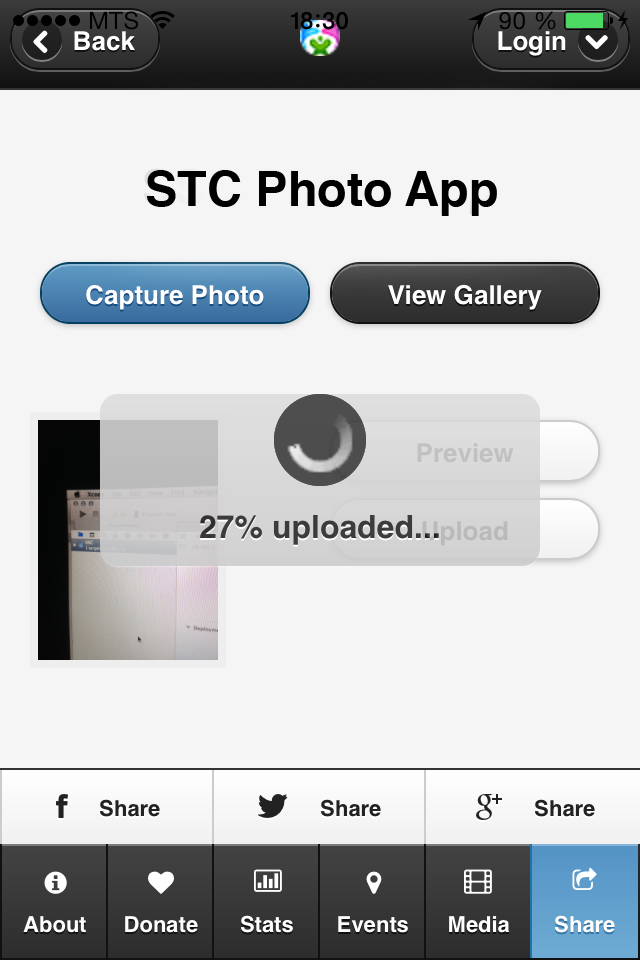 MTS 18:30 90 %
Back Login
STC Photo App
Capture Photo View Gallery
Preview
Upload
27% uploaded...
Share Share Share
About Donate Stats Events Media Share